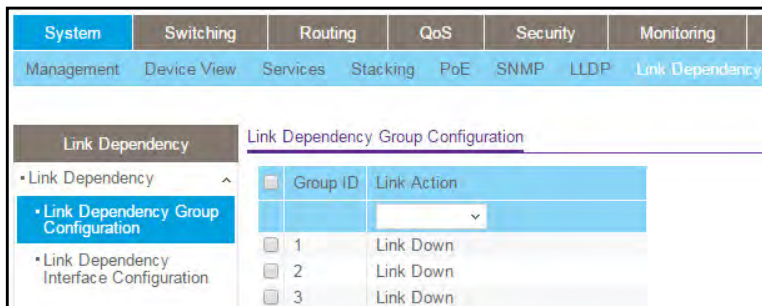 System Switching Routing QoS Security Monitoring
Management Device View Services Stacking PoE SNMP LLDP Link Dependency
Link Dependency
Link Dependency Group Configuration
Link Dependency
Link Dependency Group
Configuration
Link Dependency
Interface Configuration
Group ID Link Action
1 Link Down
2 Link Down
3 Link Down